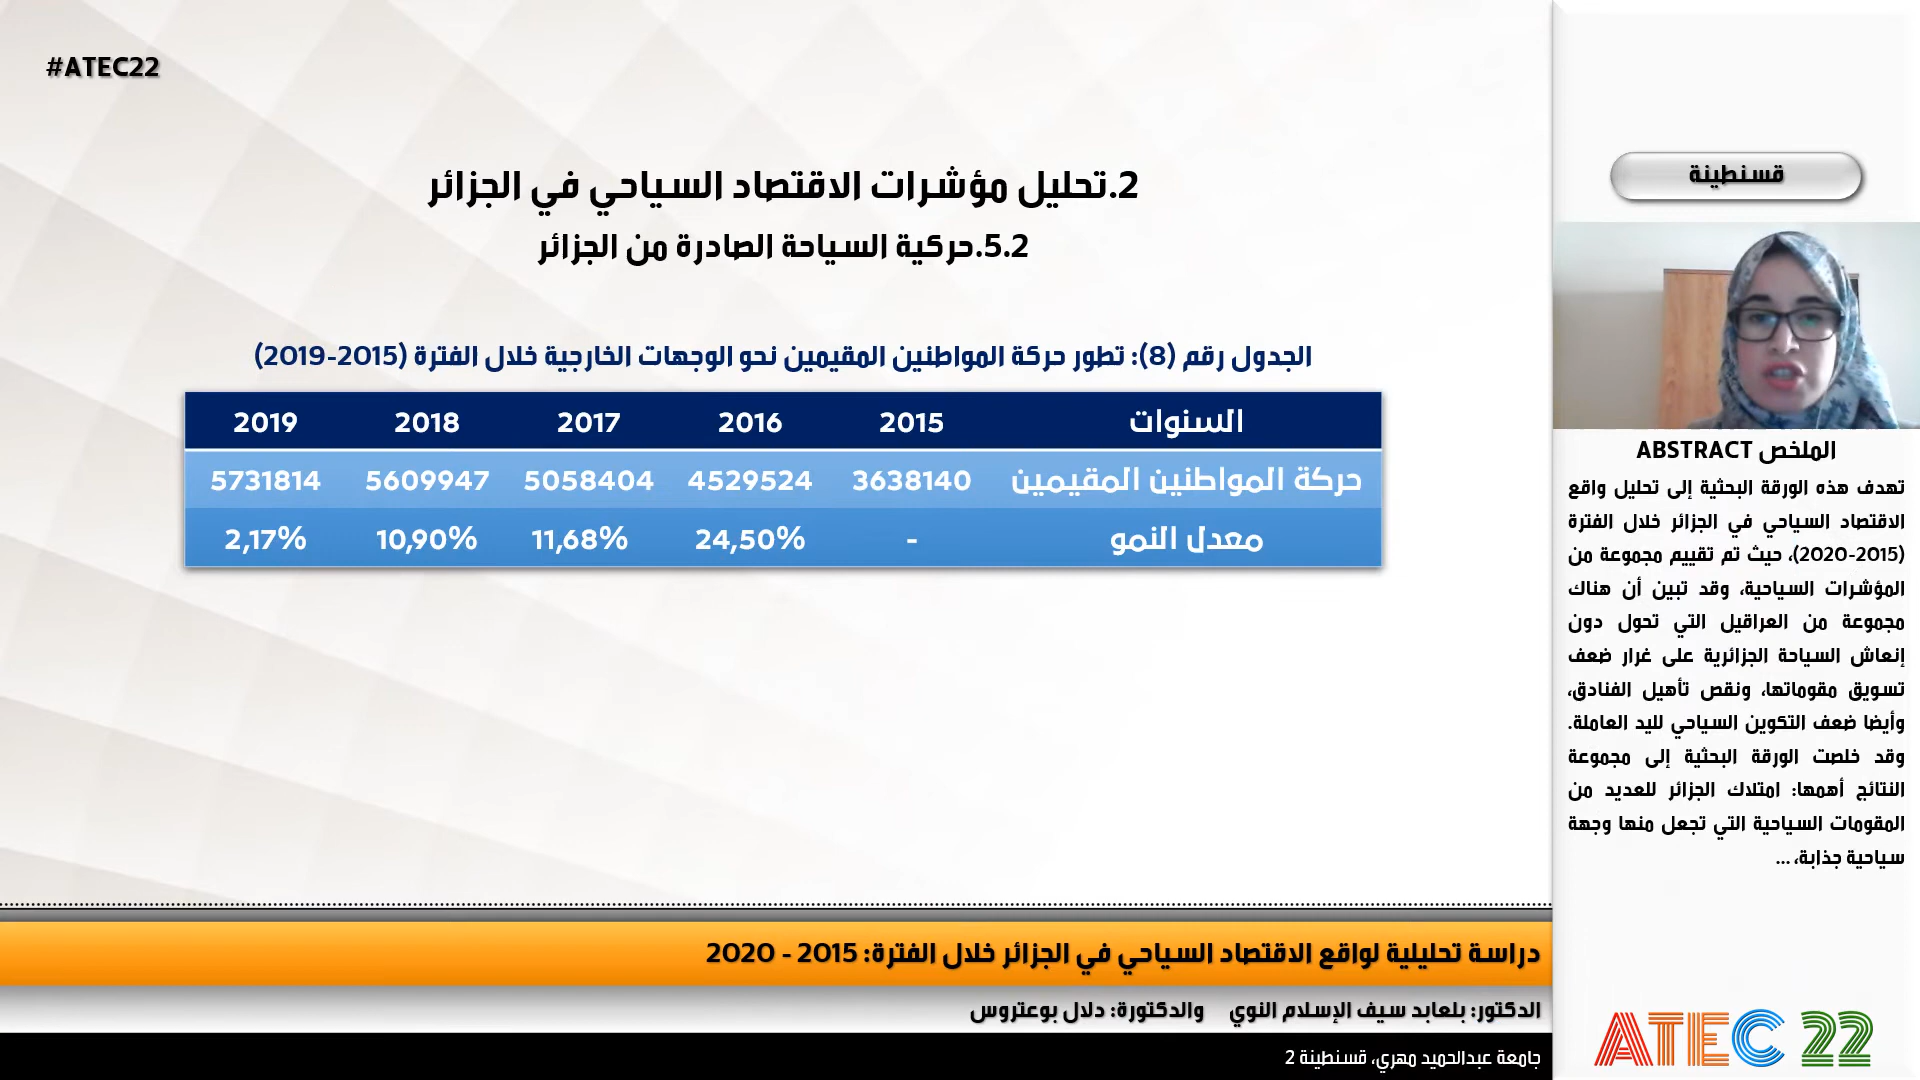 #ATEC22
2.تحليل مؤشرات الاقتصاد السياحي في الجزائر
5.2.حركية السياحة الصادرة من الجزائر
الجدول رقم (8): تطور حركة المواطنين المقيمين نحو الوجهات الخارجية خلال الفترة (2015-2019)
السنوات 2015 2016 2017 2018 2019
حركة المواطنين المقيمين 3638140 4529524 5058404 5609947 5731814
معدل النمو - 24,50% 11,68% 10,90% 2,17%
قسنطينة
الملخص ABSTRACT
تهدف هذه الورقة البحثية إلى تحليل واقع
الاقتصاد السياحي في الجزائر خلال الفترة
(2015-2020)، حيث تم تقييم مجموعة من
المؤشرات السياحية، وقد تبين أن هناك
مجموعة من العراقيل التي تحول دون
إنعاش السياحة الجزائرية على غرار ضعف
تسويق مقوماتها، ونقص تأهيل الفنادق،
وأيضا ضعف التكوين السياحي لليد العاملة.
وقد خلصت الورقة البحثية إلى مجموعة
النتائج أهمها: امتلاك الجزائر للعديد من
المقومات السياحية التي تجعل منها وجهة
سياحية جذابة، ...
دراسة تحليلية لواقع الاقتصاد السياحي في الجزائر خلال الفترة: 2015 - 2020
الدكتور: بلعابد سيف الإسلام النوي والدكتورة: دلال بوعتروس
جامعة عبدالحميد مهري، قسنطينة 2
ATEC 22